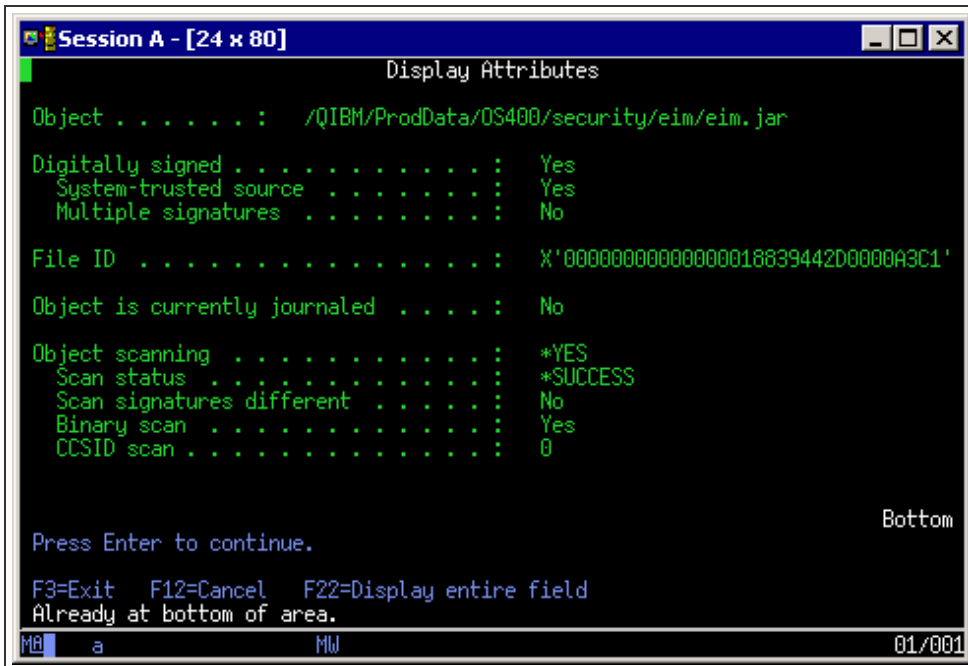 Session A - [24 x 80]
Display Attributes
Object . . . . . . : /QIBM/ProdData/OS400/security/eim/eim.jar
Digitally signed . . . . . . . . . . . : Yes
System-trusted source . . . . . . . : Yes
Multiple signatures . . . . . . . . : No
File ID . . . . . . . . . . . . . . . : X'00000000000000018839442D0000A3C1'
Object is currently journaled . . . . : No
Object scanning . . . . . . . . . . . : *YES
Scan status . . . . . . . . . . . . : *SUCCESS
Scan signatures different . . . . . : No
Binary scan . . . . . . . . . . . . : Yes
CCSID scan . . . . . . . . . . . . . : 0
Bottom
Press Enter to continue.
F3=Exit F12=Cancel F22=Display entire field
Already at bottom of area.
MA a MW 01/001